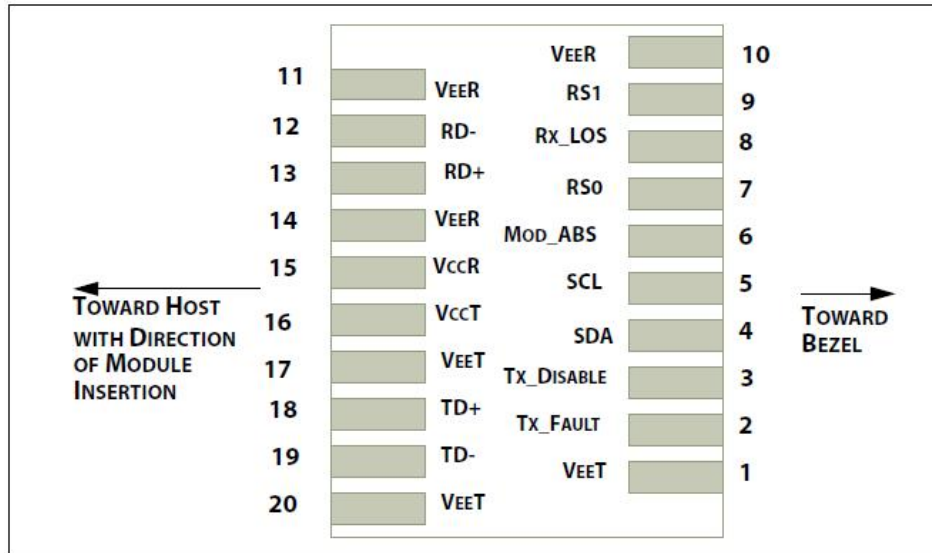 VEER 10
11 VEER
RS1 9
12 RD-
RX_LOS 8
13 RD+
RS0 7
14 VEER
MOD_ABS 6
15 VCCR
SCL 5
TOWARD HOST
WITH DIRECTION
OF MODULE
INSERTION
16 VCCT
SDA 4
TOWARD
BEZEL
17 VEET
TX_DISABLE 3
18 TD+
TX_FAULT 2
19 TD-
VEET 1
20 VEET